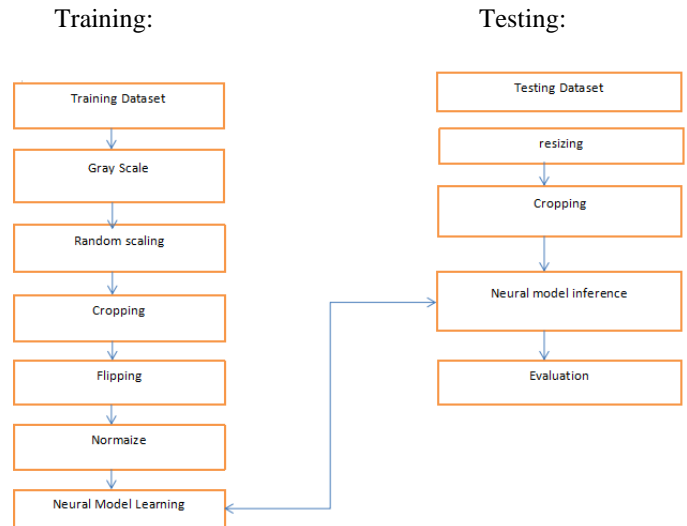 Training:
Training Dataset
Gray Scale
Random scaling
Cropping
Flipping
Normaize
Neural Model Learning
Testing:
Testing Dataset
resizing
Cropping
Neural model inference
Evaluation